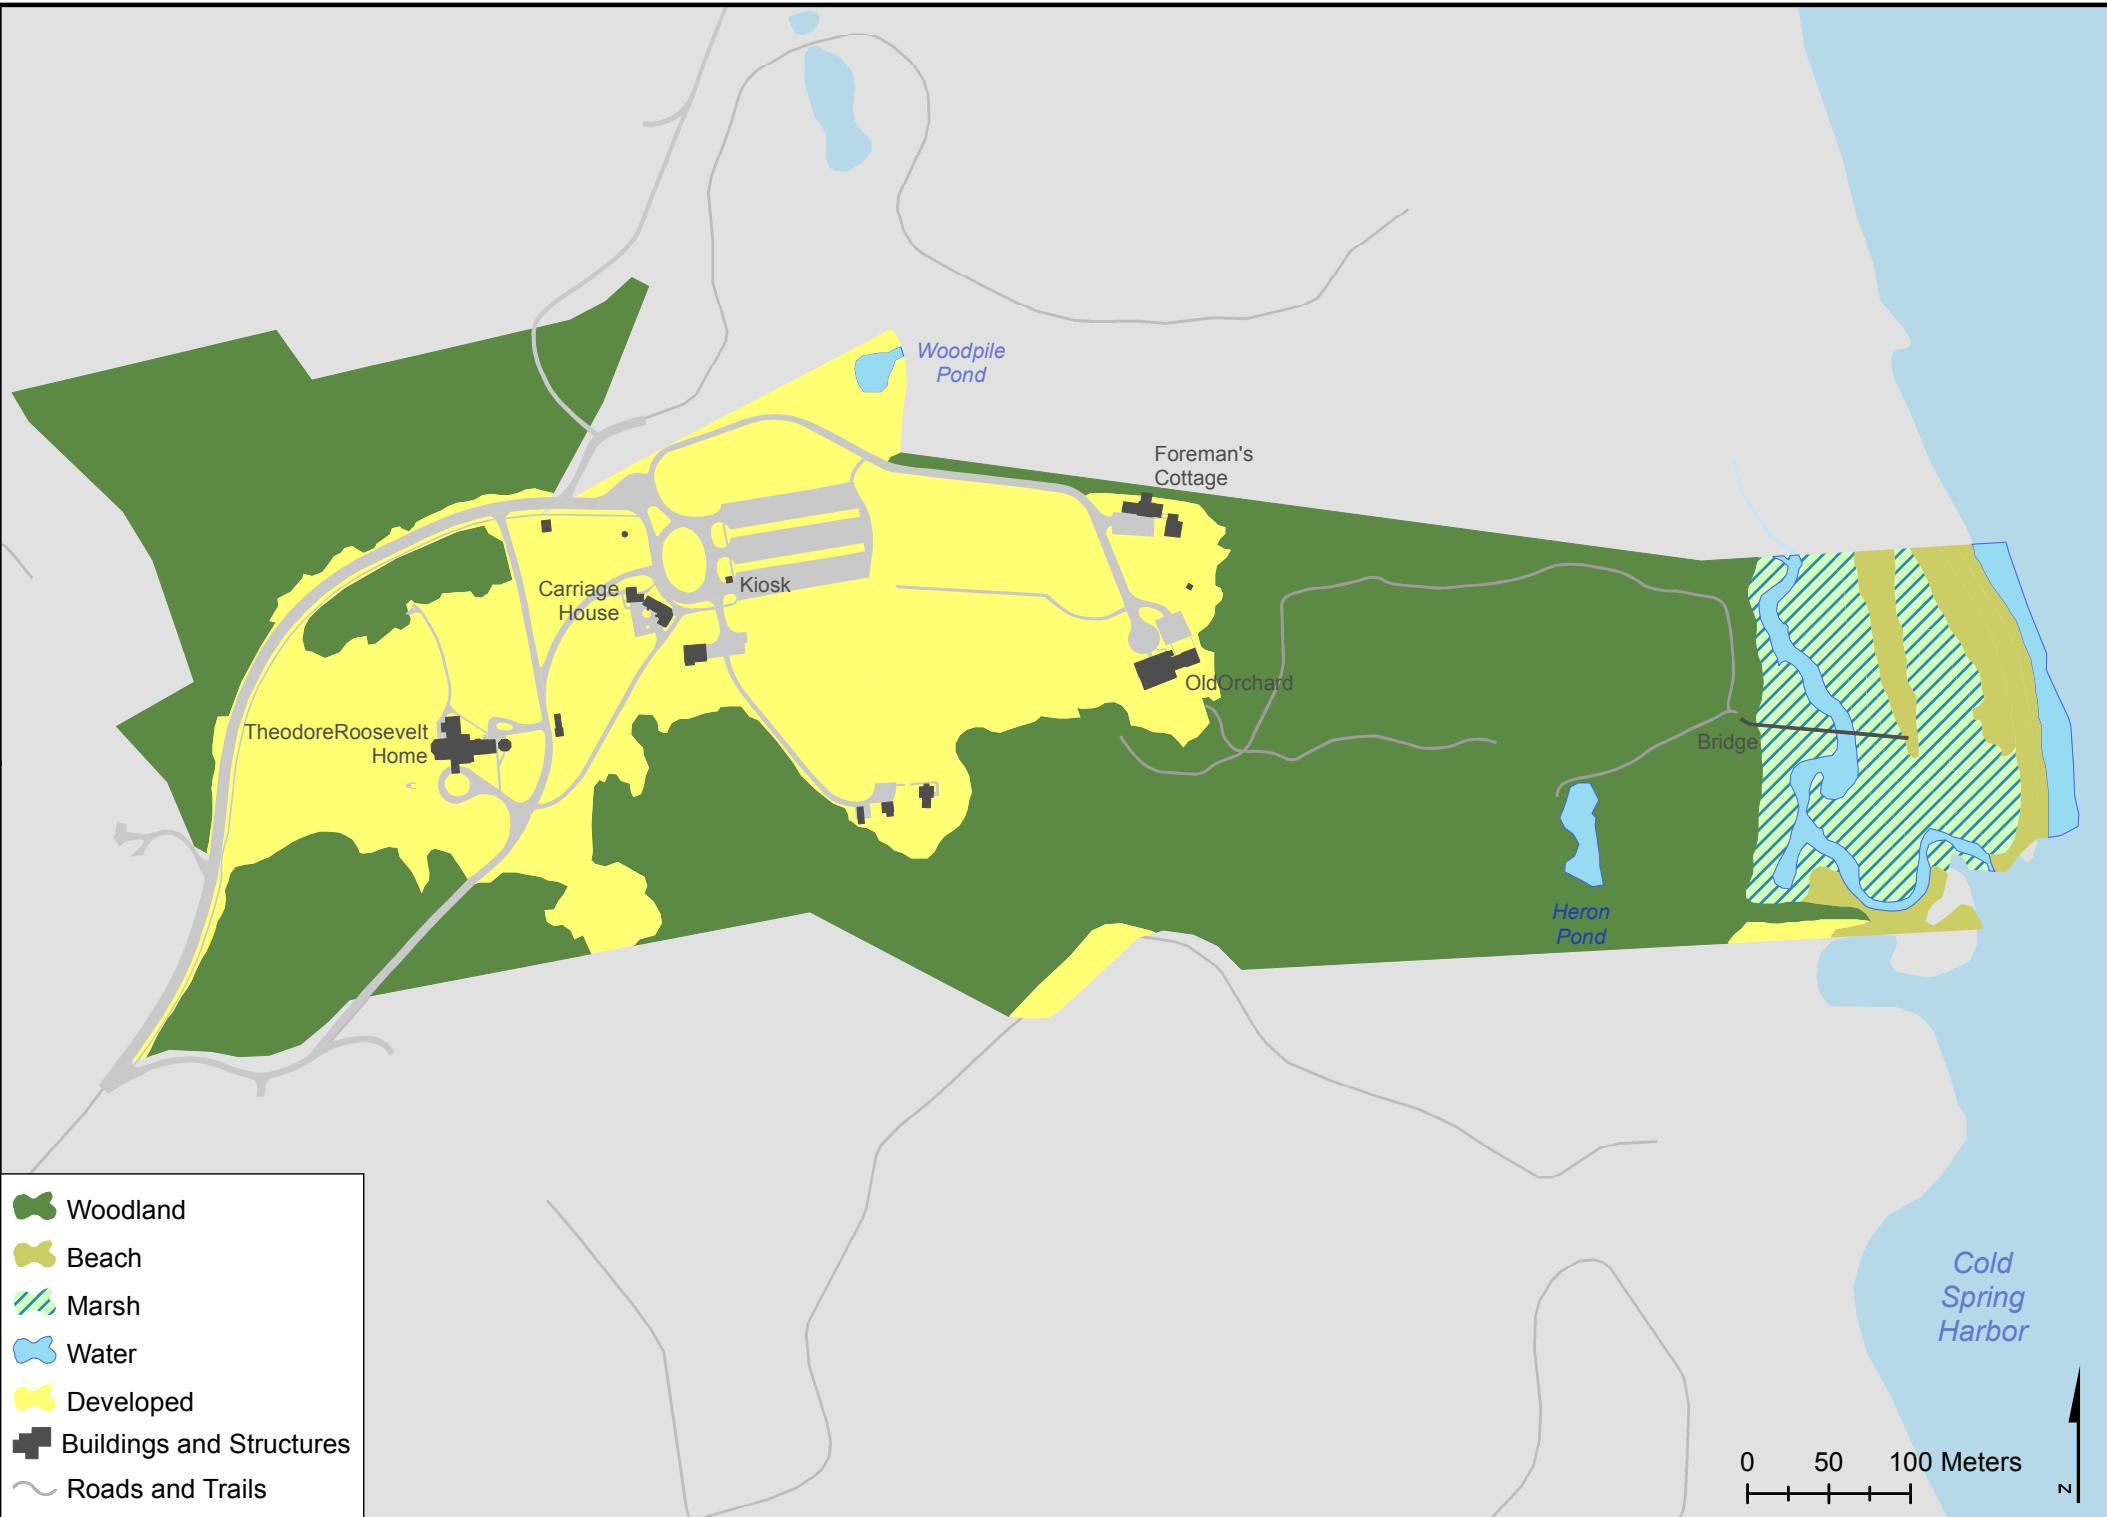 Woodpile
Pond
Foreman's
Cottage
Carriage
House
Kiosk
OldOrchard
TheodoreRoosevelt
Home
Bridge
Heron
Pond
Cold
Spring
Harbor
Woodland
Beach
Marsh
Water
Developed
Buildings and Structures
Roads and Trails
0 50 100 Meters
N